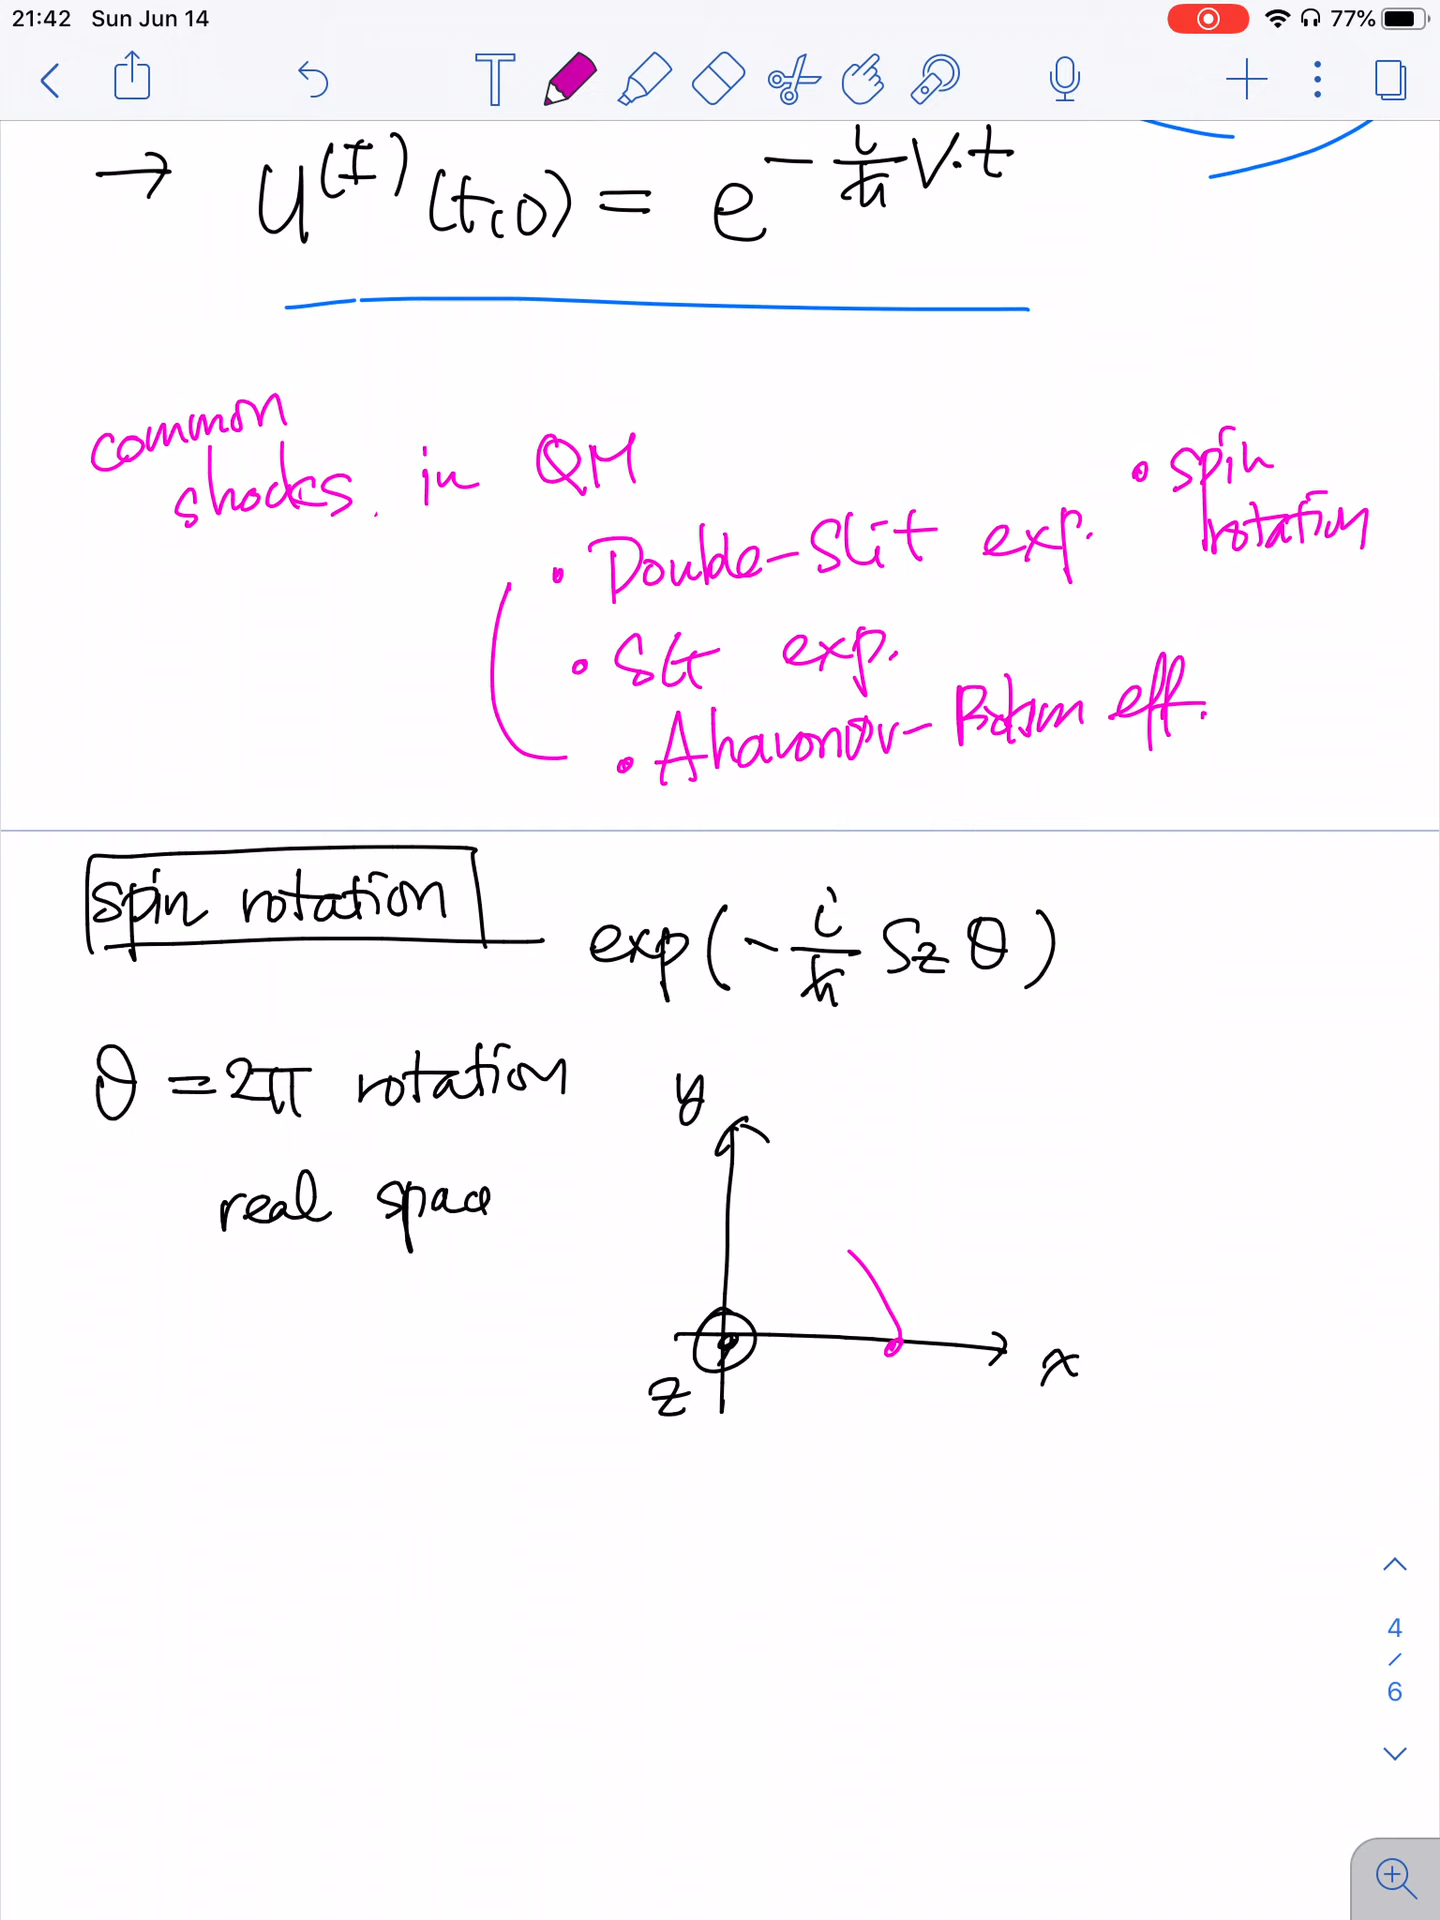 21:42 Sun Jun 14
77%
→ U^(I) (t,0) = e^(-i/ħ V·t)
common
shocks. in QM
• spin
rotation
• Double-Slit exp.
• SG exp.
• Aharonov-Bohm eff.
spin rotation
exp(-i/ħ Sz θ)
θ = 2π rotation
real space
y
x
z
4
/
6